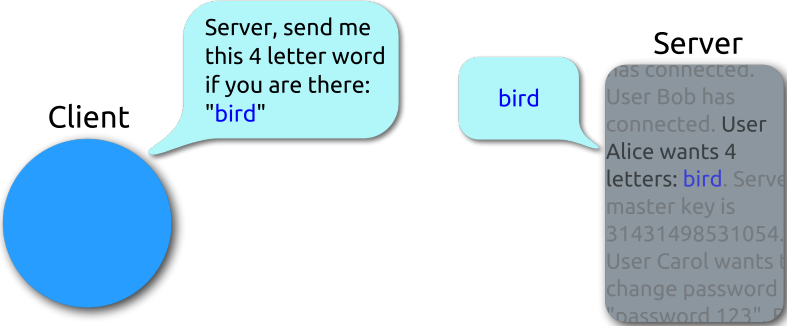 Client
Server, send me
this 4 letter word
if you are there:
"bird"
bird
Server
has connected.
User Bob has
connected. User
Alice wants 4
letters: bird. Serve
master key is
31431498531054.
User Carol wants t
change password
"password 123".